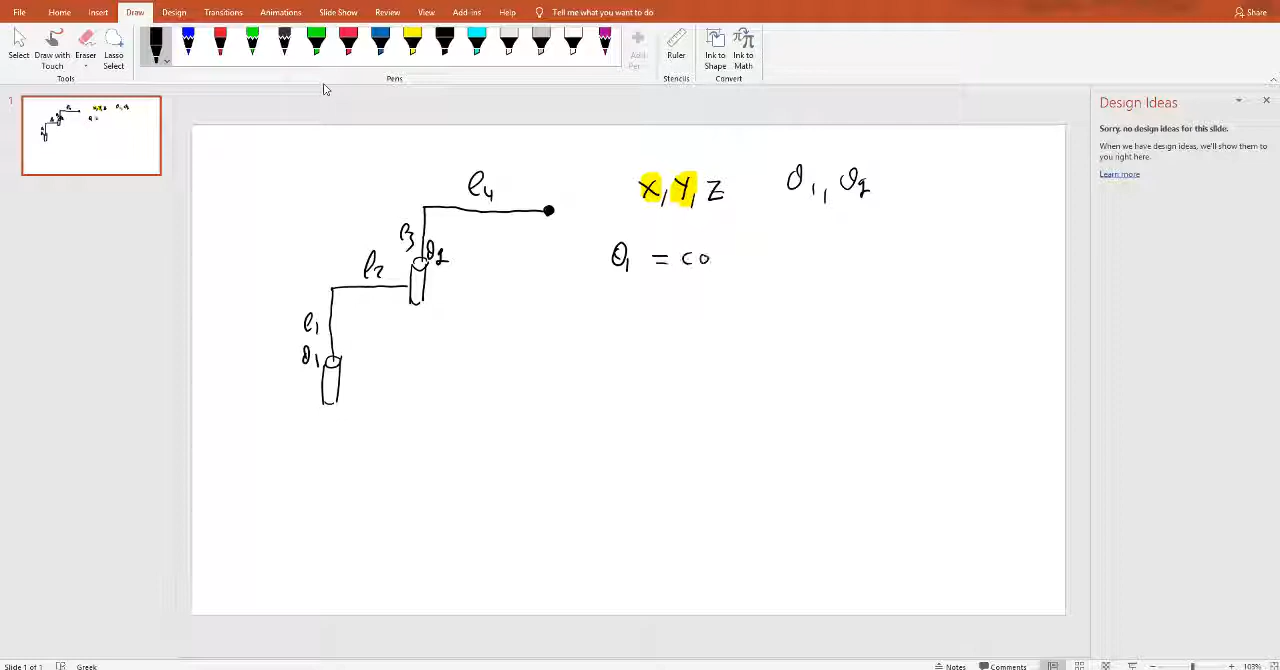 File Home Insert Draw Design Transitions Animations Slide Show Review View Add-ins Help Tell me what you want to do Share
Select Draw with Touch Eraser Lasso Select Add Pen Ruler Ink to Shape Ink to Math
Tools Pens Stencils Convert
1
Design Ideas
Sorry, no design ideas for this slide.
When we have design ideas, we'll show them to you right here.
Learn more
ℓ4 X, Y, Z θ1, θ2
ℓ3 θ2 θ1 = co
ℓ2
ℓ1
θ1
Slide 1 of 1 Greek Notes Comments 103%